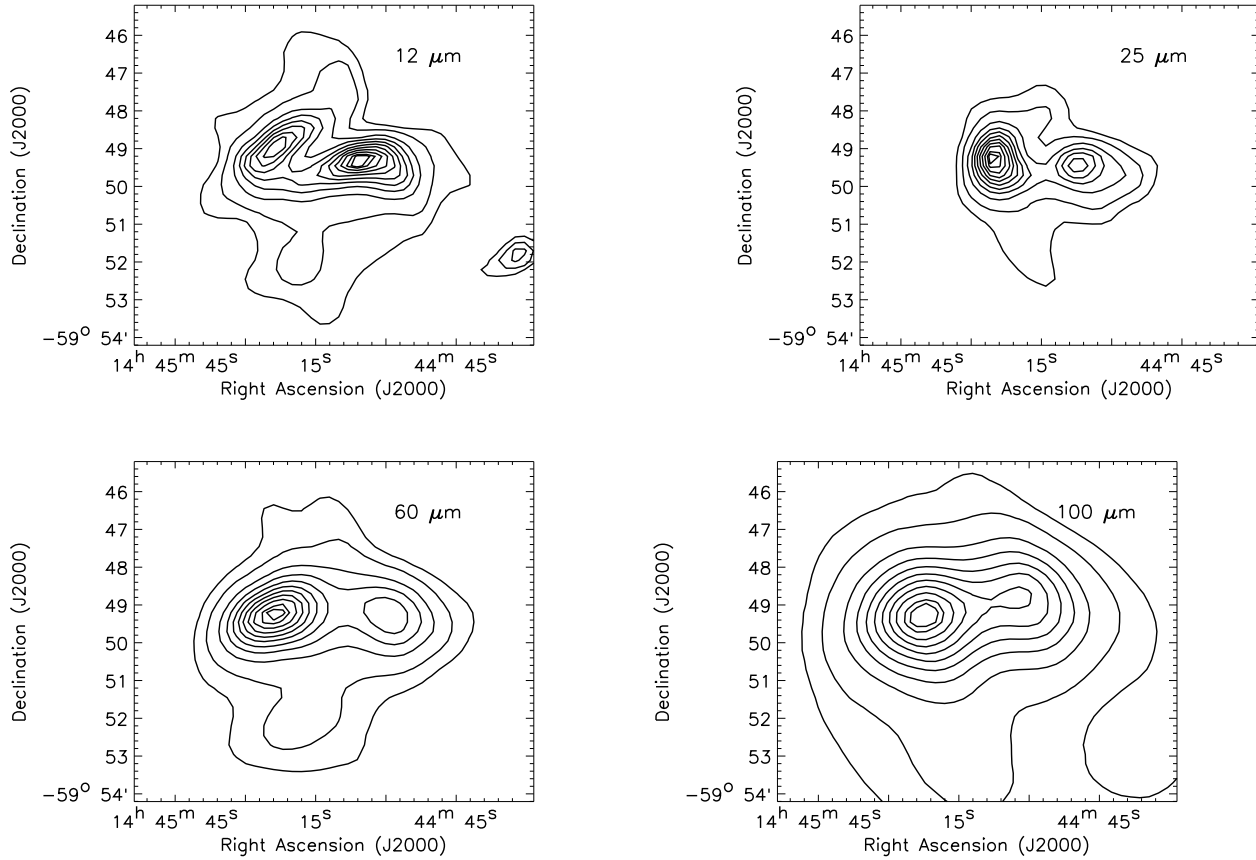 12 μm
46
47
48
49
50
51
52
53
−59° 54'
Declination (J2000)
14ʰ 45ᵐ 45ˢ 15ˢ 44ᵐ 45ˢ
Right Ascension (J2000)
25 μm
46
47
48
49
50
51
52
53
−59° 54'
Declination (J2000)
14ʰ 45ᵐ 45ˢ 15ˢ 44ᵐ 45ˢ
Right Ascension (J2000)
60 μm
46
47
48
49
50
51
52
53
−59° 54'
Declination (J2000)
14ʰ 45ᵐ 45ˢ 15ˢ 44ᵐ 45ˢ
Right Ascension (J2000)
100 μm
46
47
48
49
50
51
52
53
−59° 54'
Declination (J2000)
14ʰ 45ᵐ 45ˢ 15ˢ 44ᵐ 45ˢ
Right Ascension (J2000)